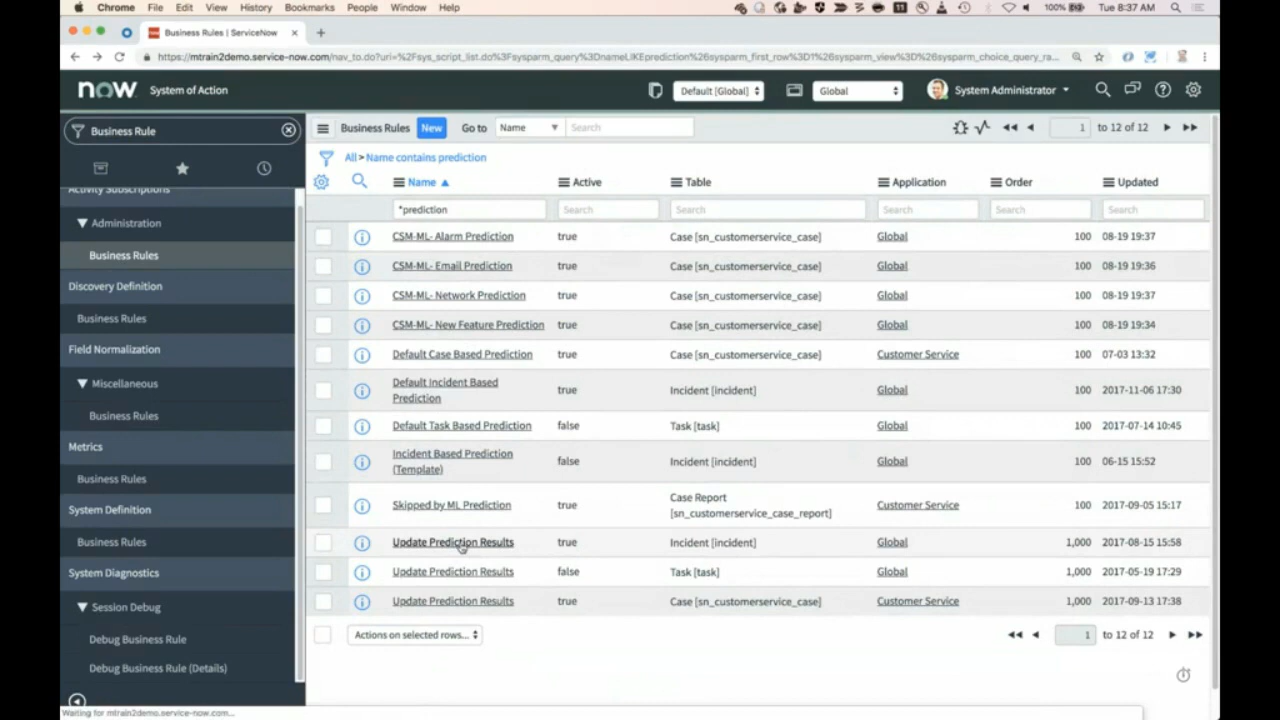 Chrome File Edit View History Bookmarks People Window Help 100% Tue 8:37 AM
Business Rules | ServiceNow
https://mtrain2demo.service-now.com/nav_to.do?uri=%2Fsys_script_list.do%3Fsysparm_query%3DnameLIKEprediction%26sysparm_first_row%3D1%26sysparm_view%3D%26sysparm_choice_query_ra...
now System of Action Default [Global] Global System Administrator
Business Rule
Business Rules New Go to Name Search 1 to 12 of 12
All > Name contains prediction
Name Active Table Application Order Updated
*prediction Search Search Search Search Search
CSM-ML- Alarm Prediction true Case [sn_customerservice_case] Global 100 08-19 19:37
CSM-ML- Email Prediction true Case [sn_customerservice_case] Global 100 08-19 19:36
CSM-ML- Network Prediction true Case [sn_customerservice_case] Global 100 08-19 19:37
CSM-ML- New Feature Prediction true Case [sn_customerservice_case] Global 100 08-19 19:34
Default Case Based Prediction true Case [sn_customerservice_case] Customer Service 100 07-03 13:32
Default Incident Based
Prediction true Incident [incident] Global 100 2017-11-06 17:30
Default Task Based Prediction false Task [task] Global 100 2017-07-14 10:45
Incident Based Prediction
(Template) false Incident [incident] Global 100 06-15 15:52
Skipped by ML Prediction true Case Report
[sn_customerservice_case_report] Customer Service 100 2017-09-05 15:17
Update Prediction Results true Incident [incident] Global 1,000 2017-08-15 15:58
Update Prediction Results false Task [task] Global 1,000 2017-05-19 17:29
Update Prediction Results true Case [sn_customerservice_case] Customer Service 1,000 2017-09-13 17:38
Actions on selected rows... 1 to 12 of 12
Activity Subscriptions
Administration
Business Rules
Discovery Definition
Business Rules
Field Normalization
Miscellaneous
Business Rules
Metrics
Business Rules
System Definition
Business Rules
System Diagnostics
Session Debug
Debug Business Rule
Debug Business Rule (Details)
Waiting for mtrain2demo.service-now.com...